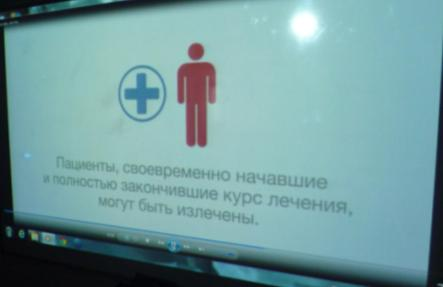 Пациенты, своевременно начавшие
и полностью закончившие курс лечения,
могут быть излечены.